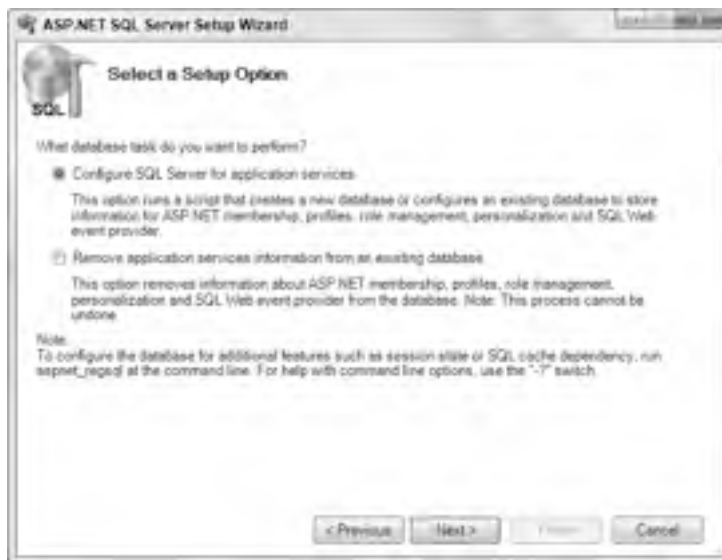 ASP.NET SQL Server Setup Wizard
Select a Setup Option
SQL
What database task do you want to perform?
Configure SQL Server for application services
This option runs a script that creates a new database or configures an existing database to store
information for ASP.NET membership, profiles, role management, personalization and SQL Web
event provider.
Remove application services information from an existing database
This option removes information about ASP.NET membership, profiles, role management,
personalization and SQL Web event provider from the database. Note: This process cannot be
undone.
Note:
To configure the database for additional features such as session state or SQL cache dependency, run
aspnet_regsql at the command line. For help with command line options, use the "-?" switch.
< Previous
Next >
Finish
Cancel